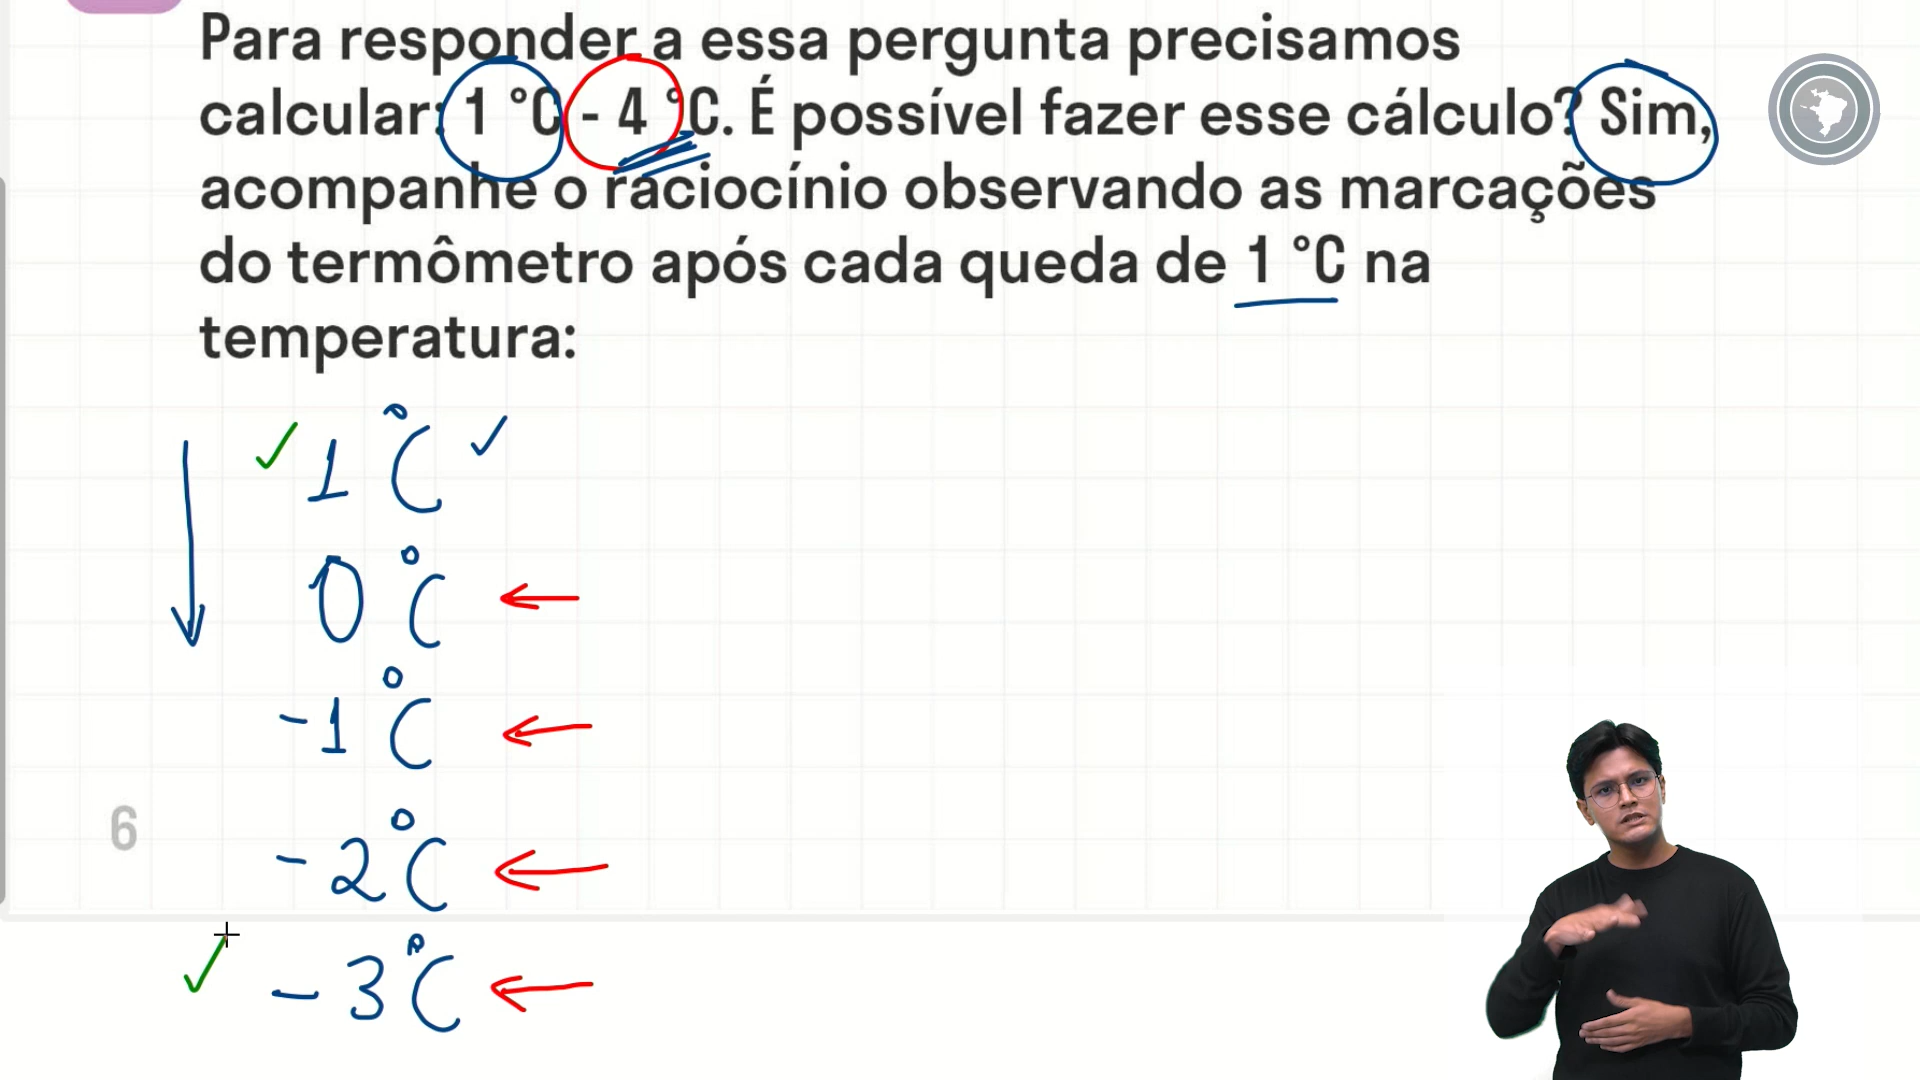 Para responder a essa pergunta precisamos
calcular: 1 °C - 4 °C. É possível fazer esse cálculo? Sim,
acompanhe o raciocínio observando as marcações
do termômetro após cada queda de 1 °C na
temperatura:
1 °C
0 °C
-1 °C
6
-2 °C
-3 °C